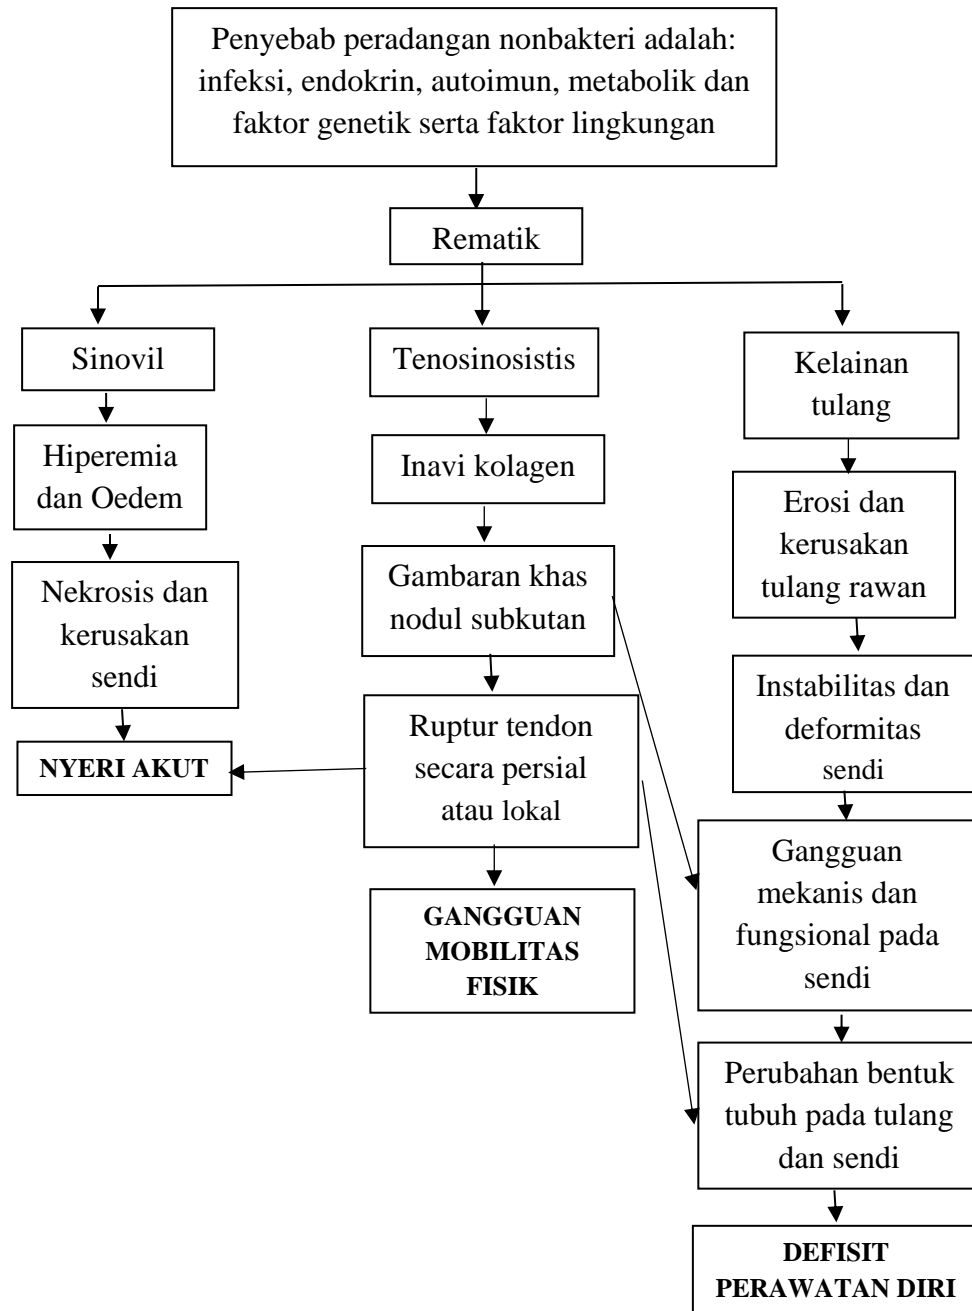 Penyebab peradangan nonbakteri adalah:
infeksi, endokrin, autoimun, metabolik dan
faktor genetik serta faktor lingkungan
Rematik
Sinovil
Hiperemia
dan Oedem
Nekrosis dan
kerusakan
sendi
NYERI AKUT
Tenosinosistis
Inavi kolagen
Gambaran khas
nodul subkutan
Ruptur tendon
secara persial
atau lokal
GANGGUAN
MOBILITAS
FISIK
Kelainan
tulang
Erosi dan
kerusakan
tulang rawan
Instabilitas dan
deformitas
sendi
Gangguan
mekanis dan
fungsional pada
sendi
Perubahan bentuk
tubuh pada tulang
dan sendi
DEFISIT
PERAWATAN DIRI